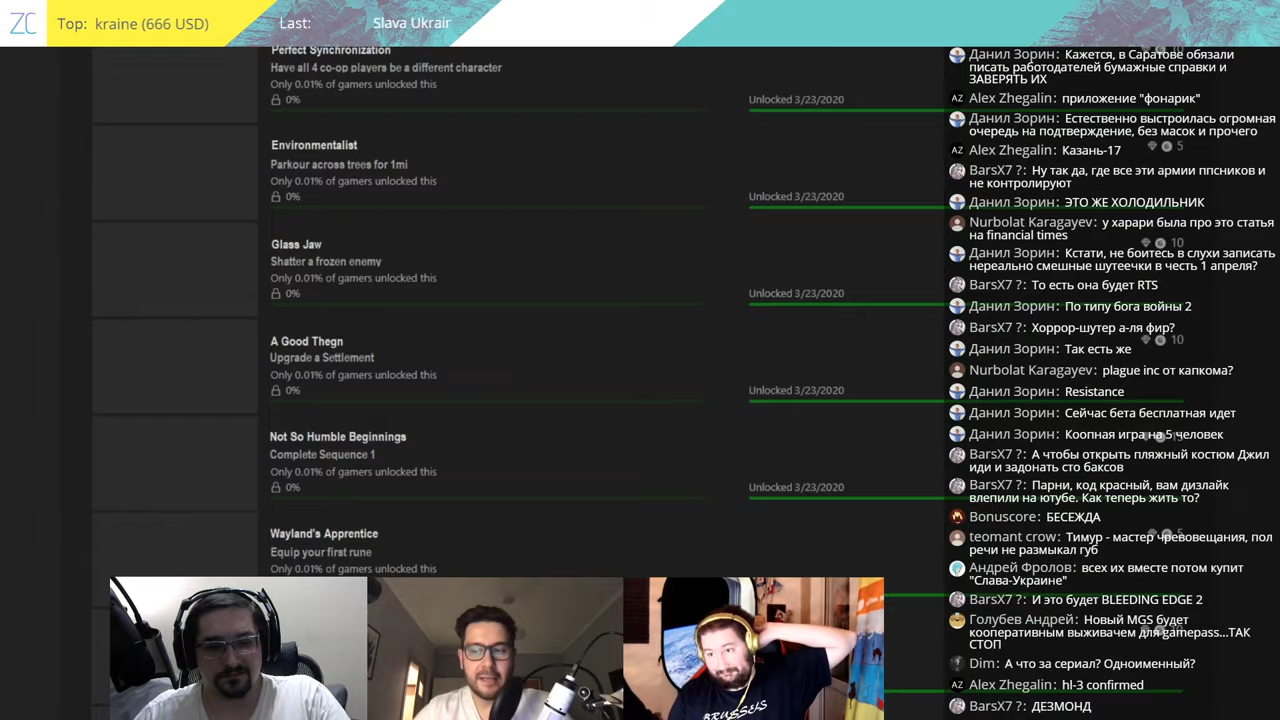 ZC
Top: kraine (666 USD)
Last: Slava Ukrair
Perfect Synchronization
Have all 4 co-op players be a different character
Only 0.01% of gamers unlocked this
0%
Unlocked 3/23/2020
Environmentalist
Parkour across trees for 1mi
Only 0.01% of gamers unlocked this
0%
Unlocked 3/23/2020
G 5
Glass Jaw
Shatter a frozen enemy
Only 0.01% of gamers unlocked this
0%
Unlocked 3/23/2020
G 10
A Good Thegn
Upgrade a Settlement
Only 0.01% of gamers unlocked this
0%
Unlocked 3/23/2020
G 10
Not So Humble Beginnings
Complete Sequence 1
Only 0.01% of gamers unlocked this
0%
Unlocked 3/23/2020
Wayland's Apprentice
Equip your first rune
Only 0.01% of gamers unlocked this
5
BRUSSELS
Данил Зорин: Кажется, в Саратове обязали
писать работодателей бумажные справки и
ЗАВЕРЯТЬ ИХ
AZ Alex Zhegalin: приложение "фонарик"
Данил Зорин: Естественно выстроилась огромная
очередь на подтверждение, без масок и прочего
AZ Alex Zhegalin: Казань-17
BarsX7 ?: Ну так да, где все эти армии ппсников и
не контролируют
Данил Зорин: ЭТО ЖЕ ХОЛОДИЛЬНИК
Nurbolat Karagayev: у харари была про это статья
на financial times
Данил Зорин: Кстати, не боитесь в слухи записать
нереально смешные шутеечки в честь 1 апреля?
BarsX7 ?: То есть она будет RTS
Данил Зорин: По типу бога войны 2
BarsX7 ?: Хоррор-шутер а-ля фир?
Данил Зорин: Так есть же
Nurbolat Karagayev: plague inc от капкома?
Данил Зорин: Resistance
Данил Зорин: Сейчас бета бесплатная идет
Данил Зорин: Коопная игра на 5 человек
BarsX7 ?: А чтобы открыть пляжный костюм Джил
иди и задонать сто баксов
BarsX7 ?: Парни, код красный, вам дизлайк
влепили на ютубе. Как теперь жить то?
Bonuscore: БЕСЕЖДА
teomant crow: Тимур - мастер чревовещания, пол
речи не размыкал губ
Андрей Фролов: всех их вместе потом купит
"Слава-Украине"
BarsX7 ?: И это будет BLEEDING EDGE 2
Голубев Андрей: Новый MGS будет
кооперативным выживачем для gamepass...ТАК
СТОП
Dim: А что за сериал? Одноименный?
AZ Alex Zhegalin: hl-3 confirmed
BarsX7 ?: ДЕЗМОНД